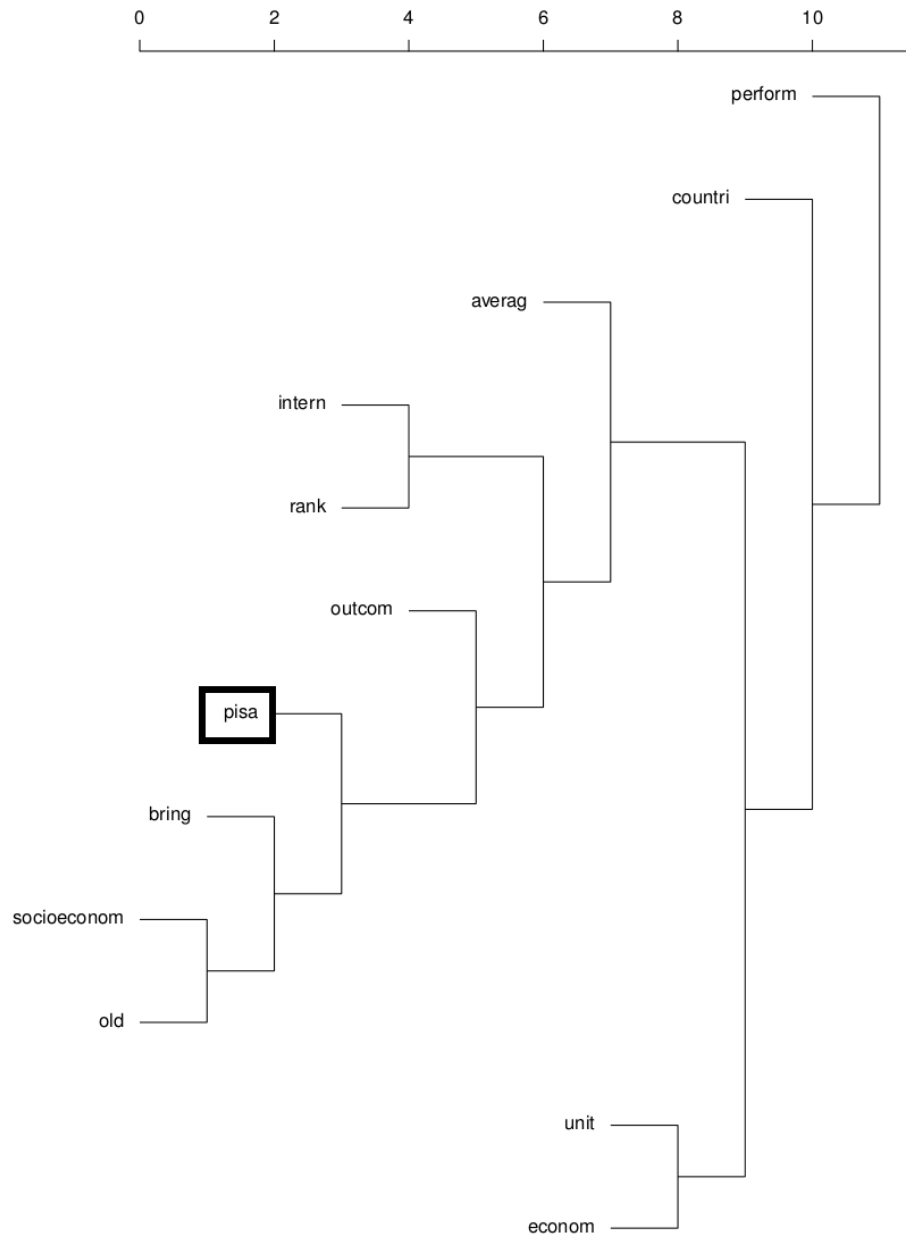 0 2 4 6 8 10
perform
countri
averag
intern
rank
outcom
pisa
bring
socioeconom
old
unit
econom